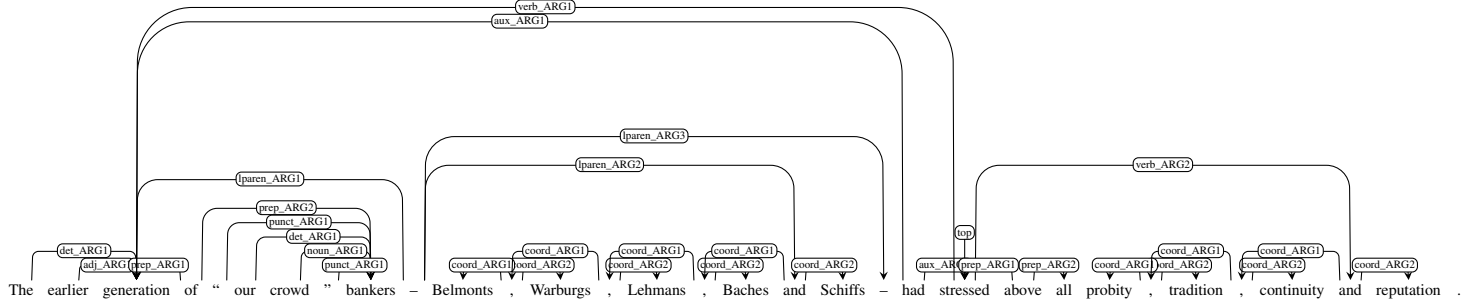 verb_ARG1
aux_ARG1
lparen_ARG3
lparen_ARG2 verb_ARG2
lparen_ARG1
prep_ARG2
punct_ARG1
det_ARG1 top
det_ARG1 noun_ARG1 coord_ARG1 coord_ARG1 coord_ARG1 coord_ARG1 coord_ARG1
adj_ARG1 prep_ARG1 punct_ARG1 coord_ARG1 coord_ARG2 coord_ARG2 coord_ARG2 coord_ARG2 aux_ARG2 prep_ARG1 prep_ARG2 coord_ARG1 coord_ARG2 coord_ARG2 coord_ARG2
The earlier generation of “ our crowd ” bankers – Belmonts , Warburgs , Lehmans , Baches and Schiffs – had stressed above all probity , tradition , continuity and reputation .